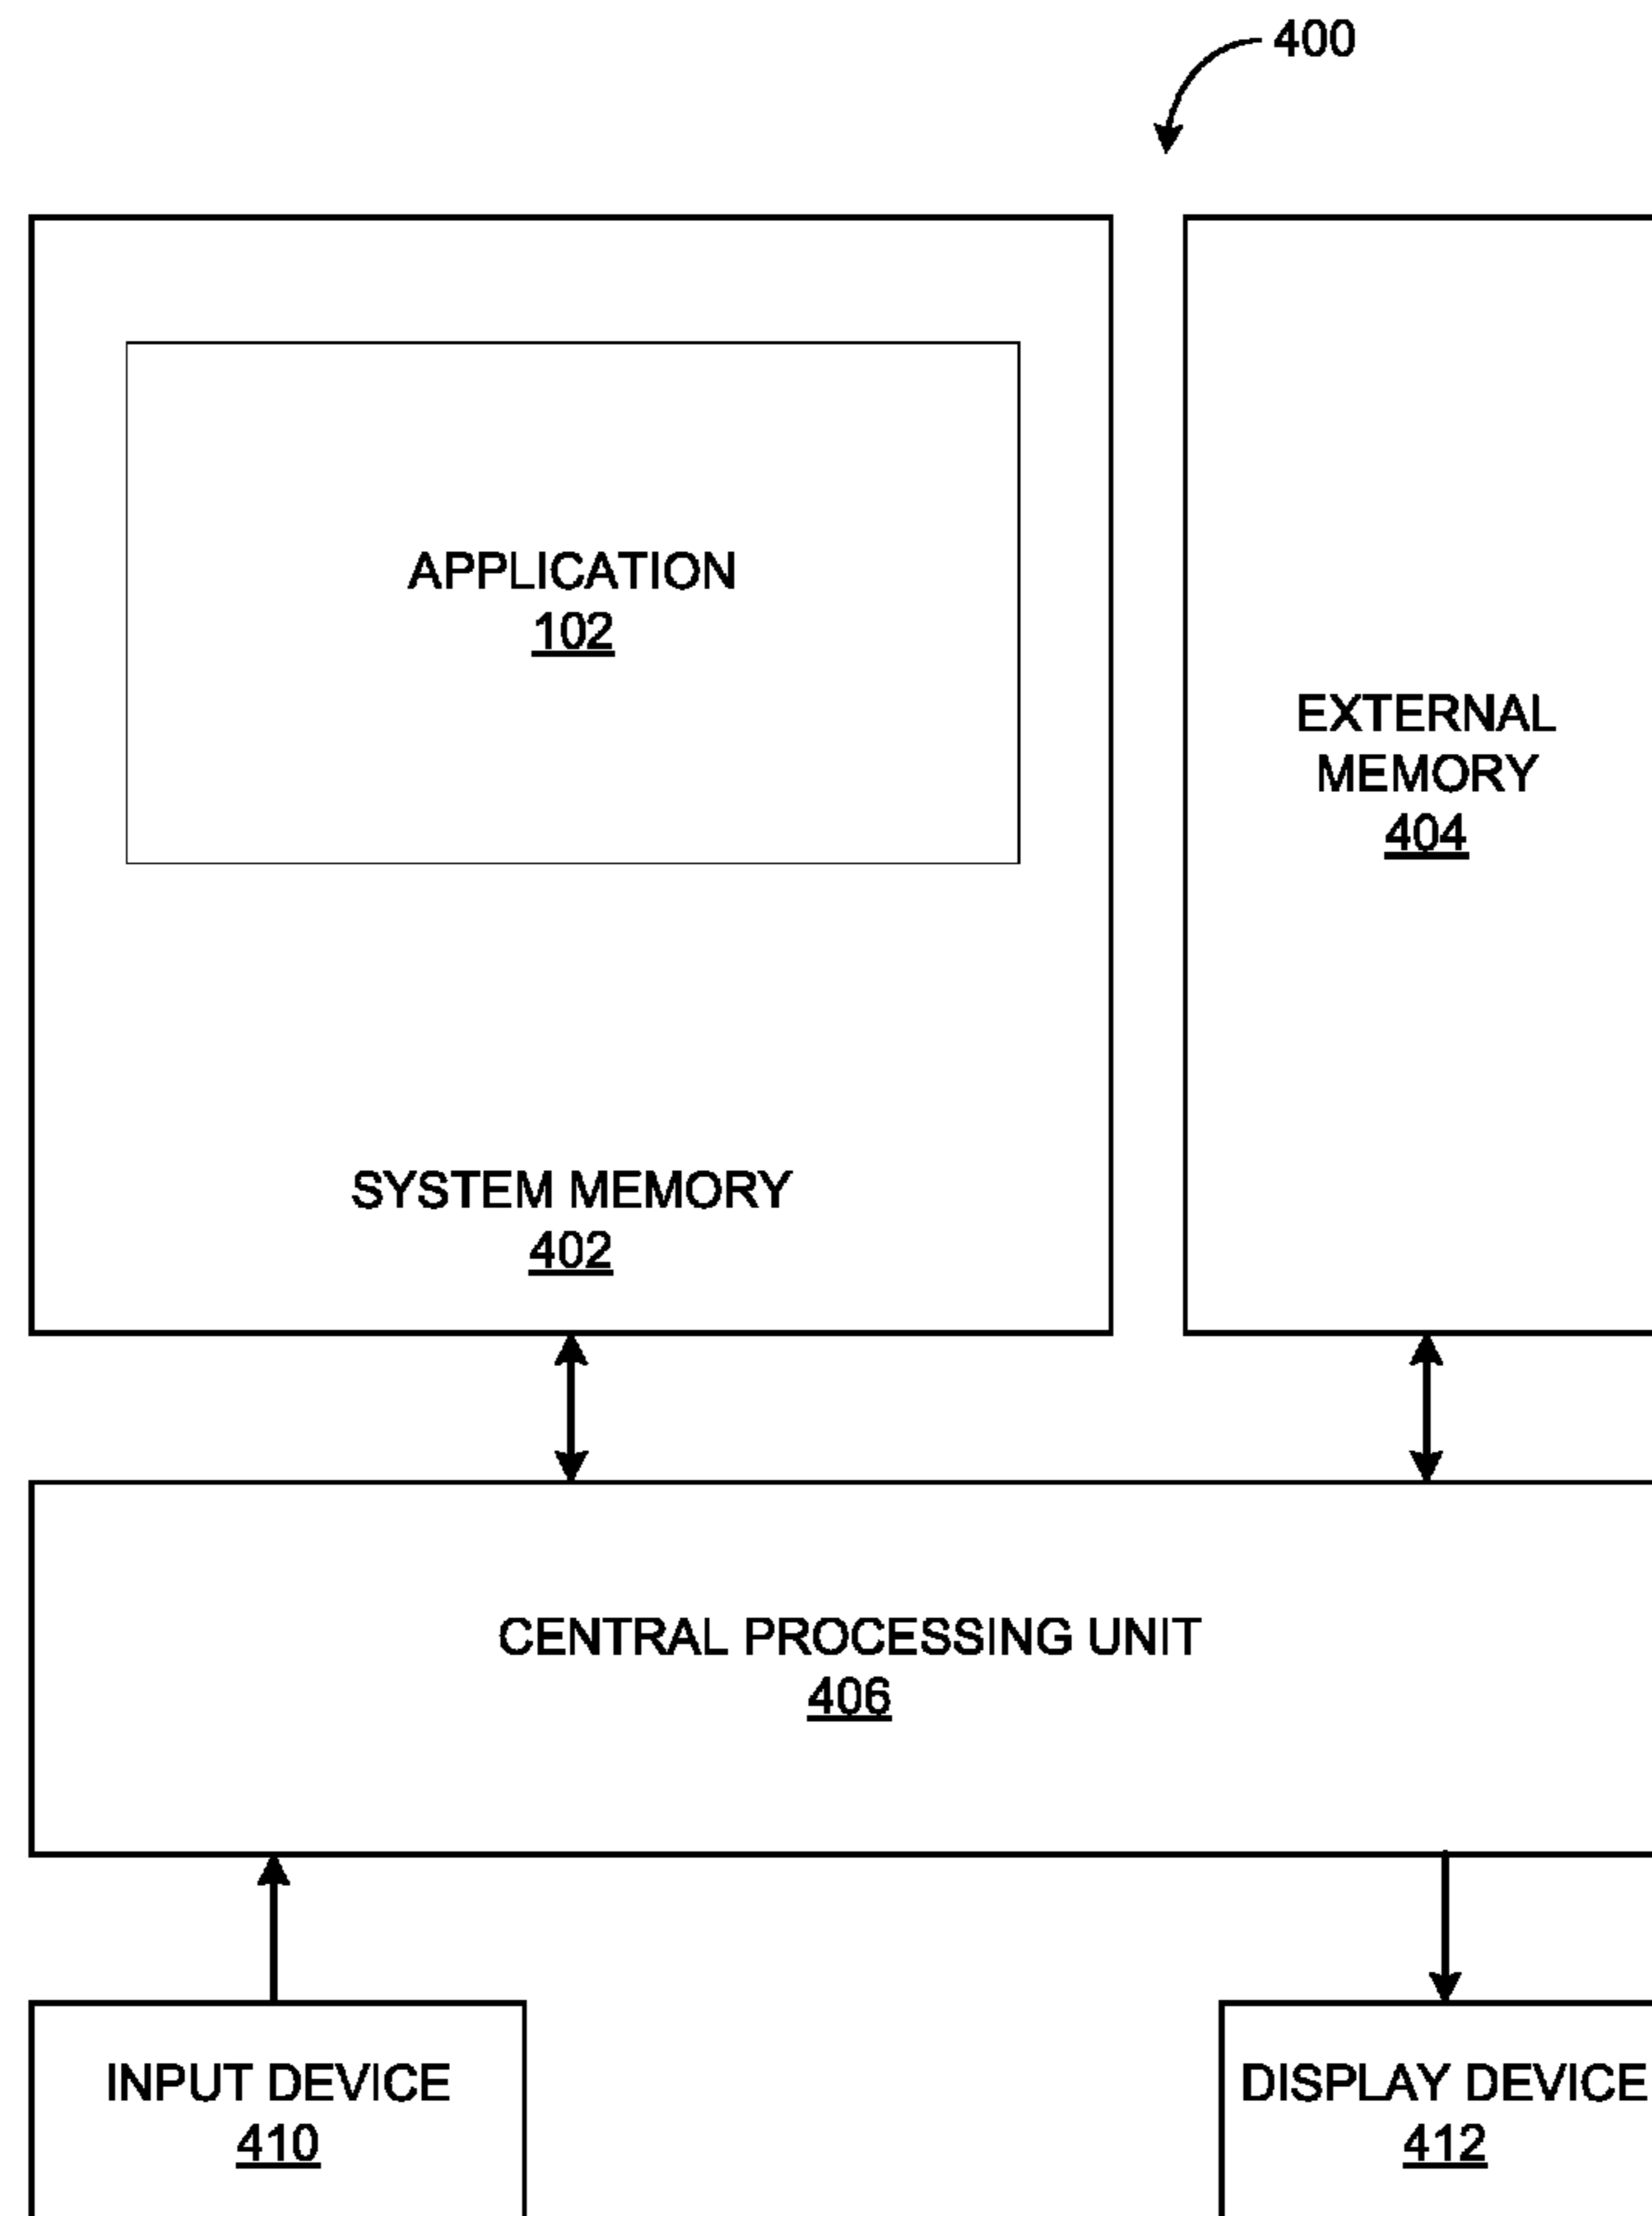 400
APPLICATION
102
EXTERNAL
MEMORY
404
SYSTEM MEMORY
402
CENTRAL PROCESSING UNIT
406
INPUT DEVICE
410
DISPLAY DEVICE
412